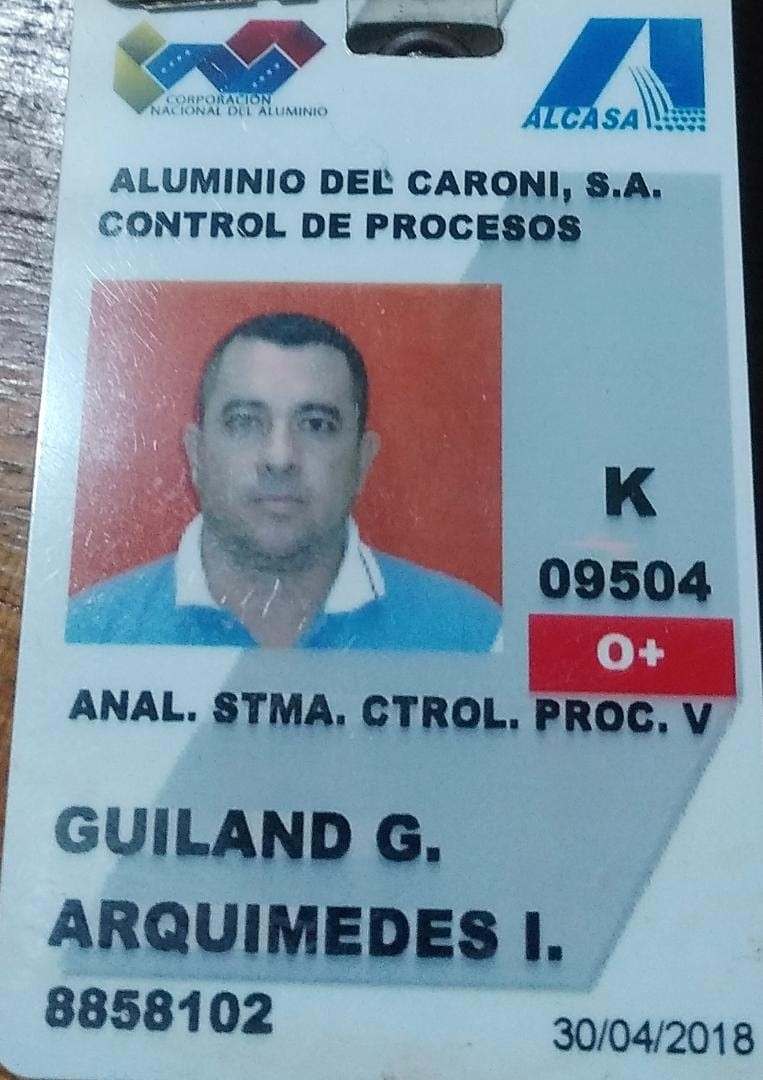 CORPORACIÓN
NACIONAL DEL ALUMINIO
ALCASA
ALUMINIO DEL CARONI, S.A.
CONTROL DE PROCESOS
K
09504
O+
ANAL. STMA. CTROL. PROC. V
GUILAND G.
ARQUIMEDES I.
8858102
30/04/2018